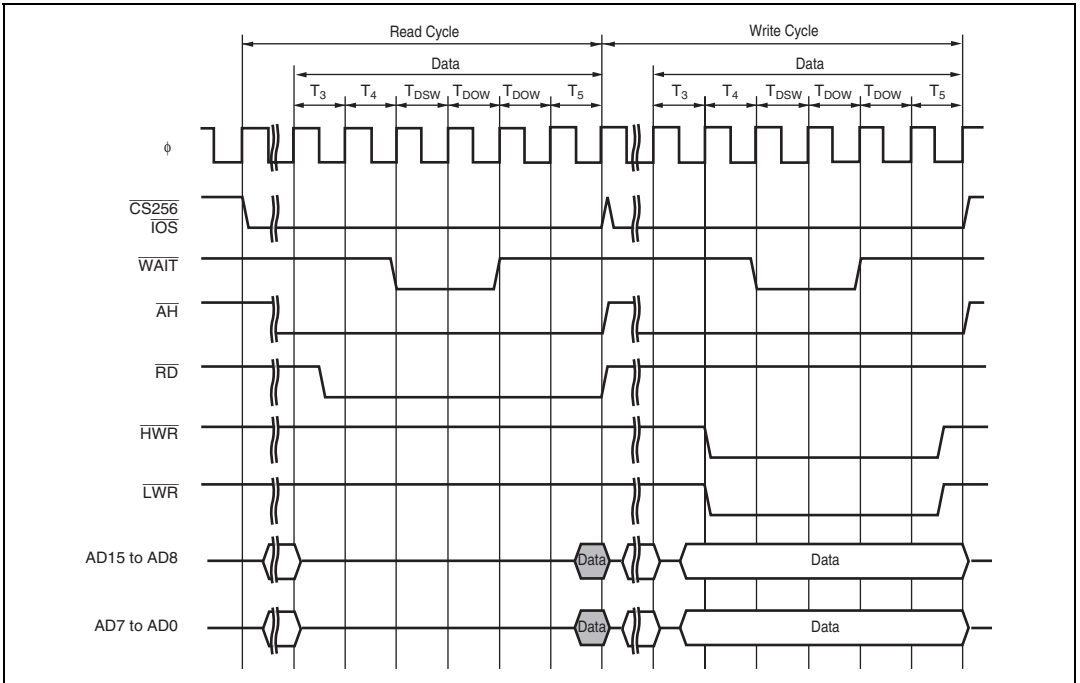 Read Cycle Write Cycle
Data Data
T3 T4 TDSW TDOW TDOW T5 T3 T4 TDSW TDOW TDOW T5
ϕ
CS256
IOS
WAIT
AH
RD
HWR
LWR
AD15 to AD8 Data Data
AD7 to AD0 Data Data